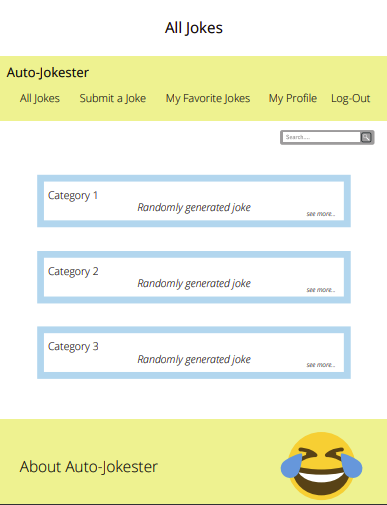 All Jokes
Auto-Jokester
All Jokes Submit a Joke My Favorite Jokes My Profile Log-Out
Search....
Category 1
Randomly generated joke
see more..
Category 2
Randomly generated joke
see more..
Category 3
Randomly generated joke
see more..
About Auto-Jokester